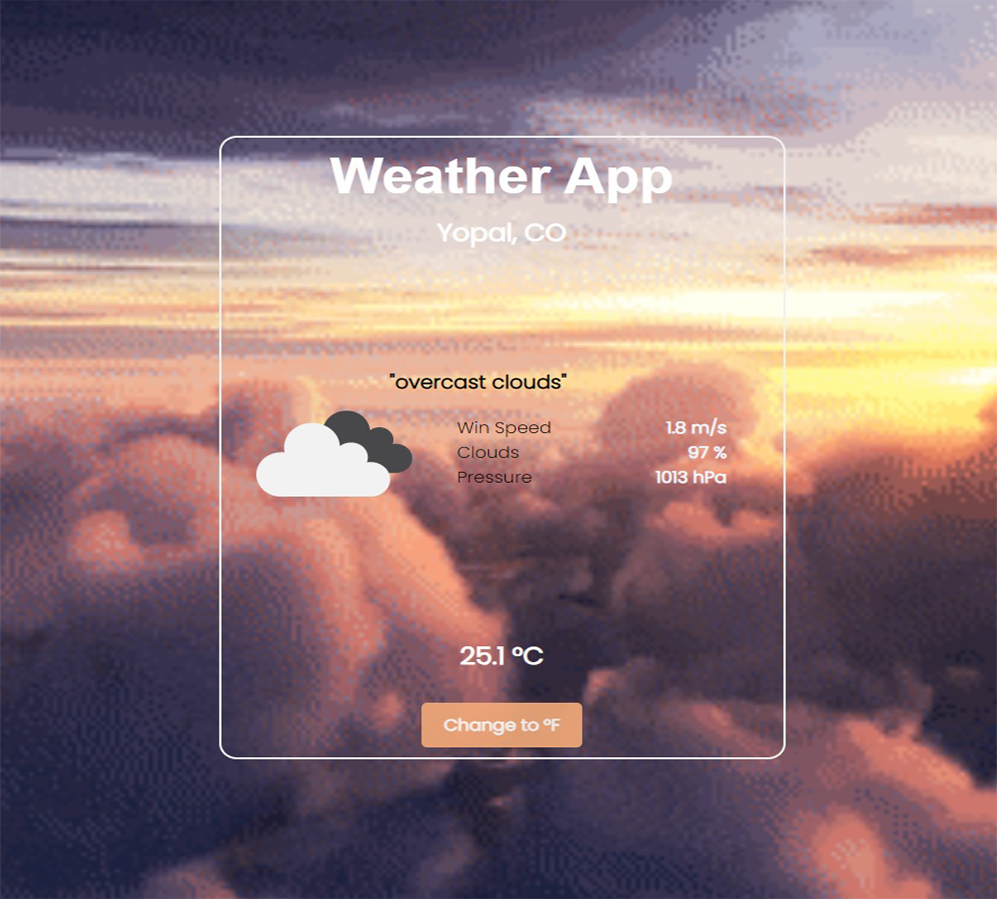 Weather App
Yopal, CO
"overcast clouds"
Win Speed 1.8 m/s
Clouds 97 %
Pressure 1013 hPa
25.1 °C
Change to °F